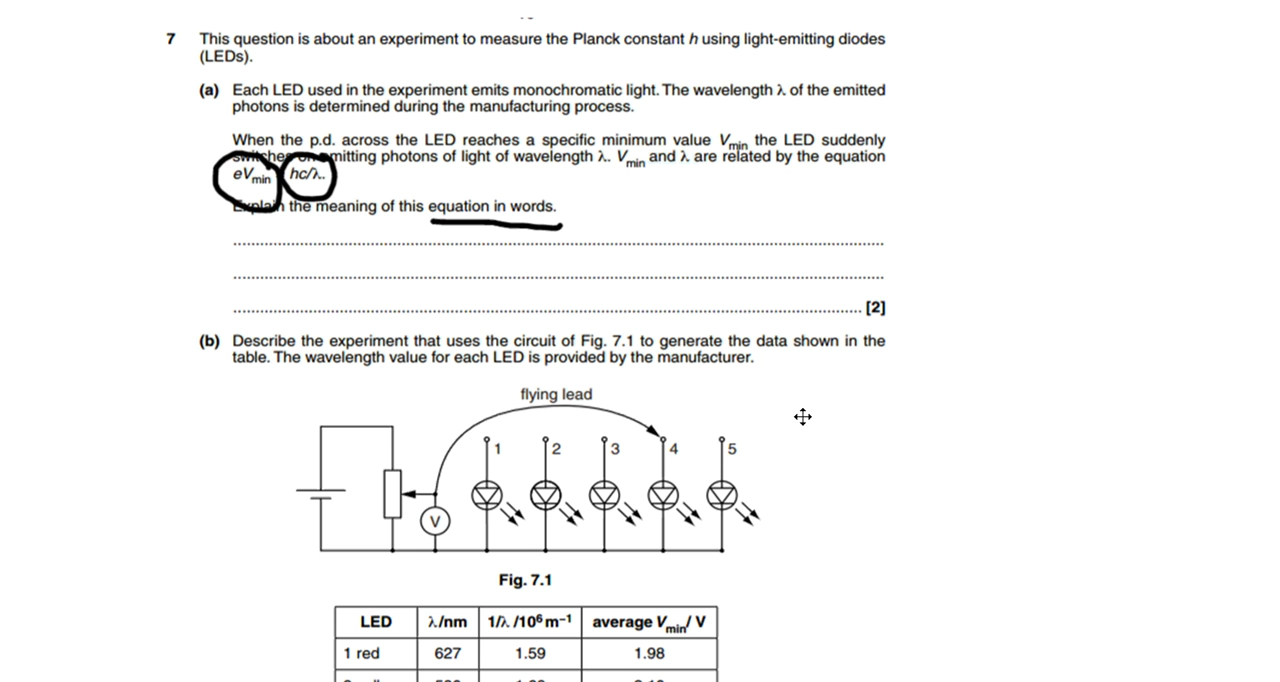 7 This question is about an experiment to measure the Planck constant h using light-emitting diodes
(LEDs).
(a) Each LED used in the experiment emits monochromatic light. The wavelength λ of the emitted
photons is determined during the manufacturing process.
When the p.d. across the LED reaches a specific minimum value Vmin the LED suddenly
switches on emitting photons of light of wavelength λ. Vmin and λ are related by the equation
eVmin hc/λ.
Explain the meaning of this equation in words.
[2]
(b) Describe the experiment that uses the circuit of Fig. 7.1 to generate the data shown in the
table. The wavelength value for each LED is provided by the manufacturer.
flying lead
1 2 3 4 5
V
Fig. 7.1
LED λ/nm 1/λ /10⁶ m⁻¹ average Vmin/ V
1 red 627 1.59 1.98